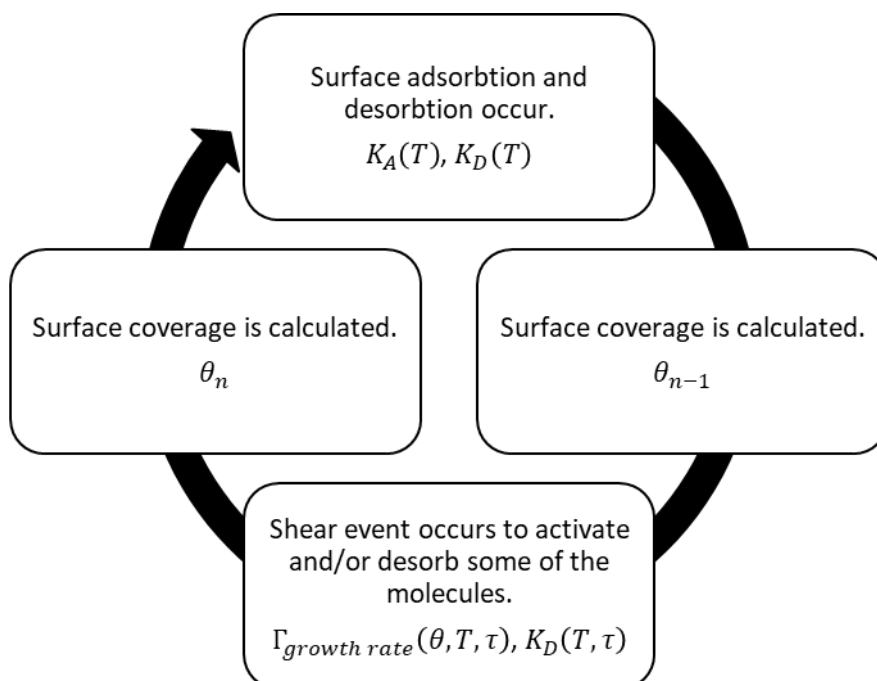 Surface adsorbtion and
desorbtion occur.
K_A(T), K_D(T)
Surface coverage is calculated.
θ_n
Surface coverage is calculated.
θ_{n−1}
Shear event occurs to activate
and/or desorb some of the
molecules.
Γ_{growth rate}(θ, T, τ), K_D(T, τ)